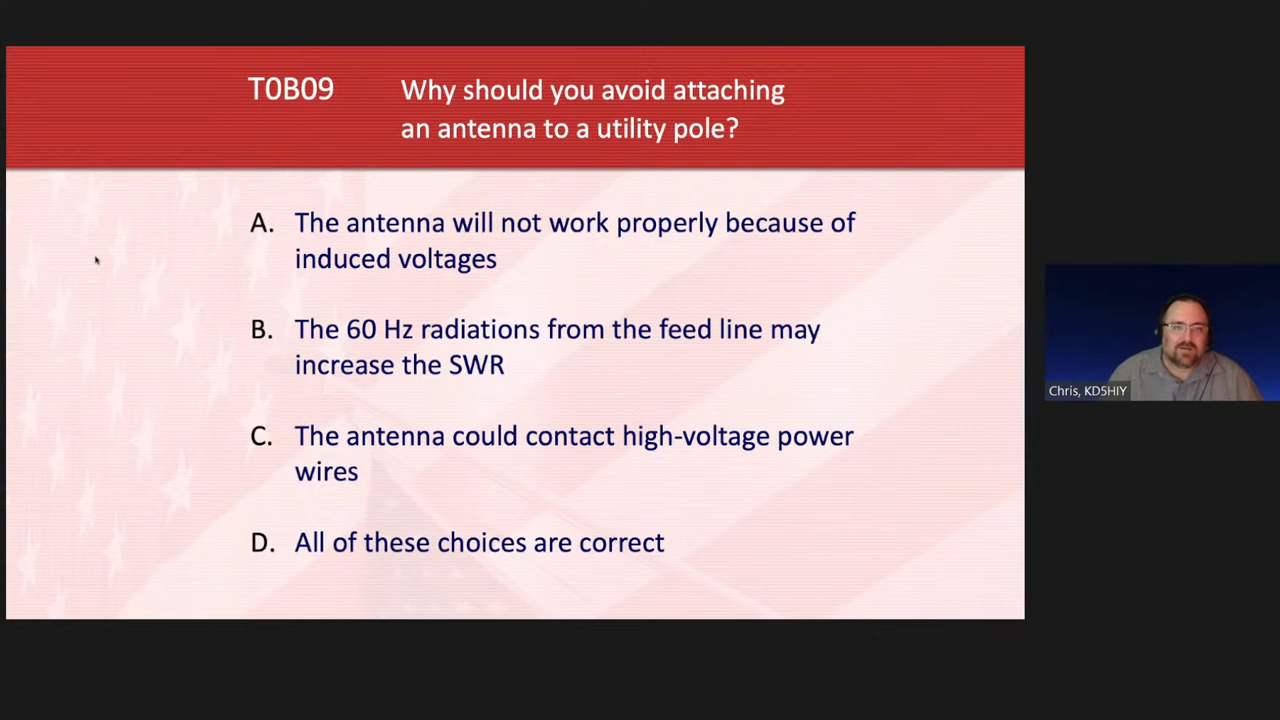 T0B09
Why should you avoid attaching
an antenna to a utility pole?
A. The antenna will not work properly because of
induced voltages
B. The 60 Hz radiations from the feed line may
increase the SWR
C. The antenna could contact high-voltage power
wires
D. All of these choices are correct
Chris, KD5HIY